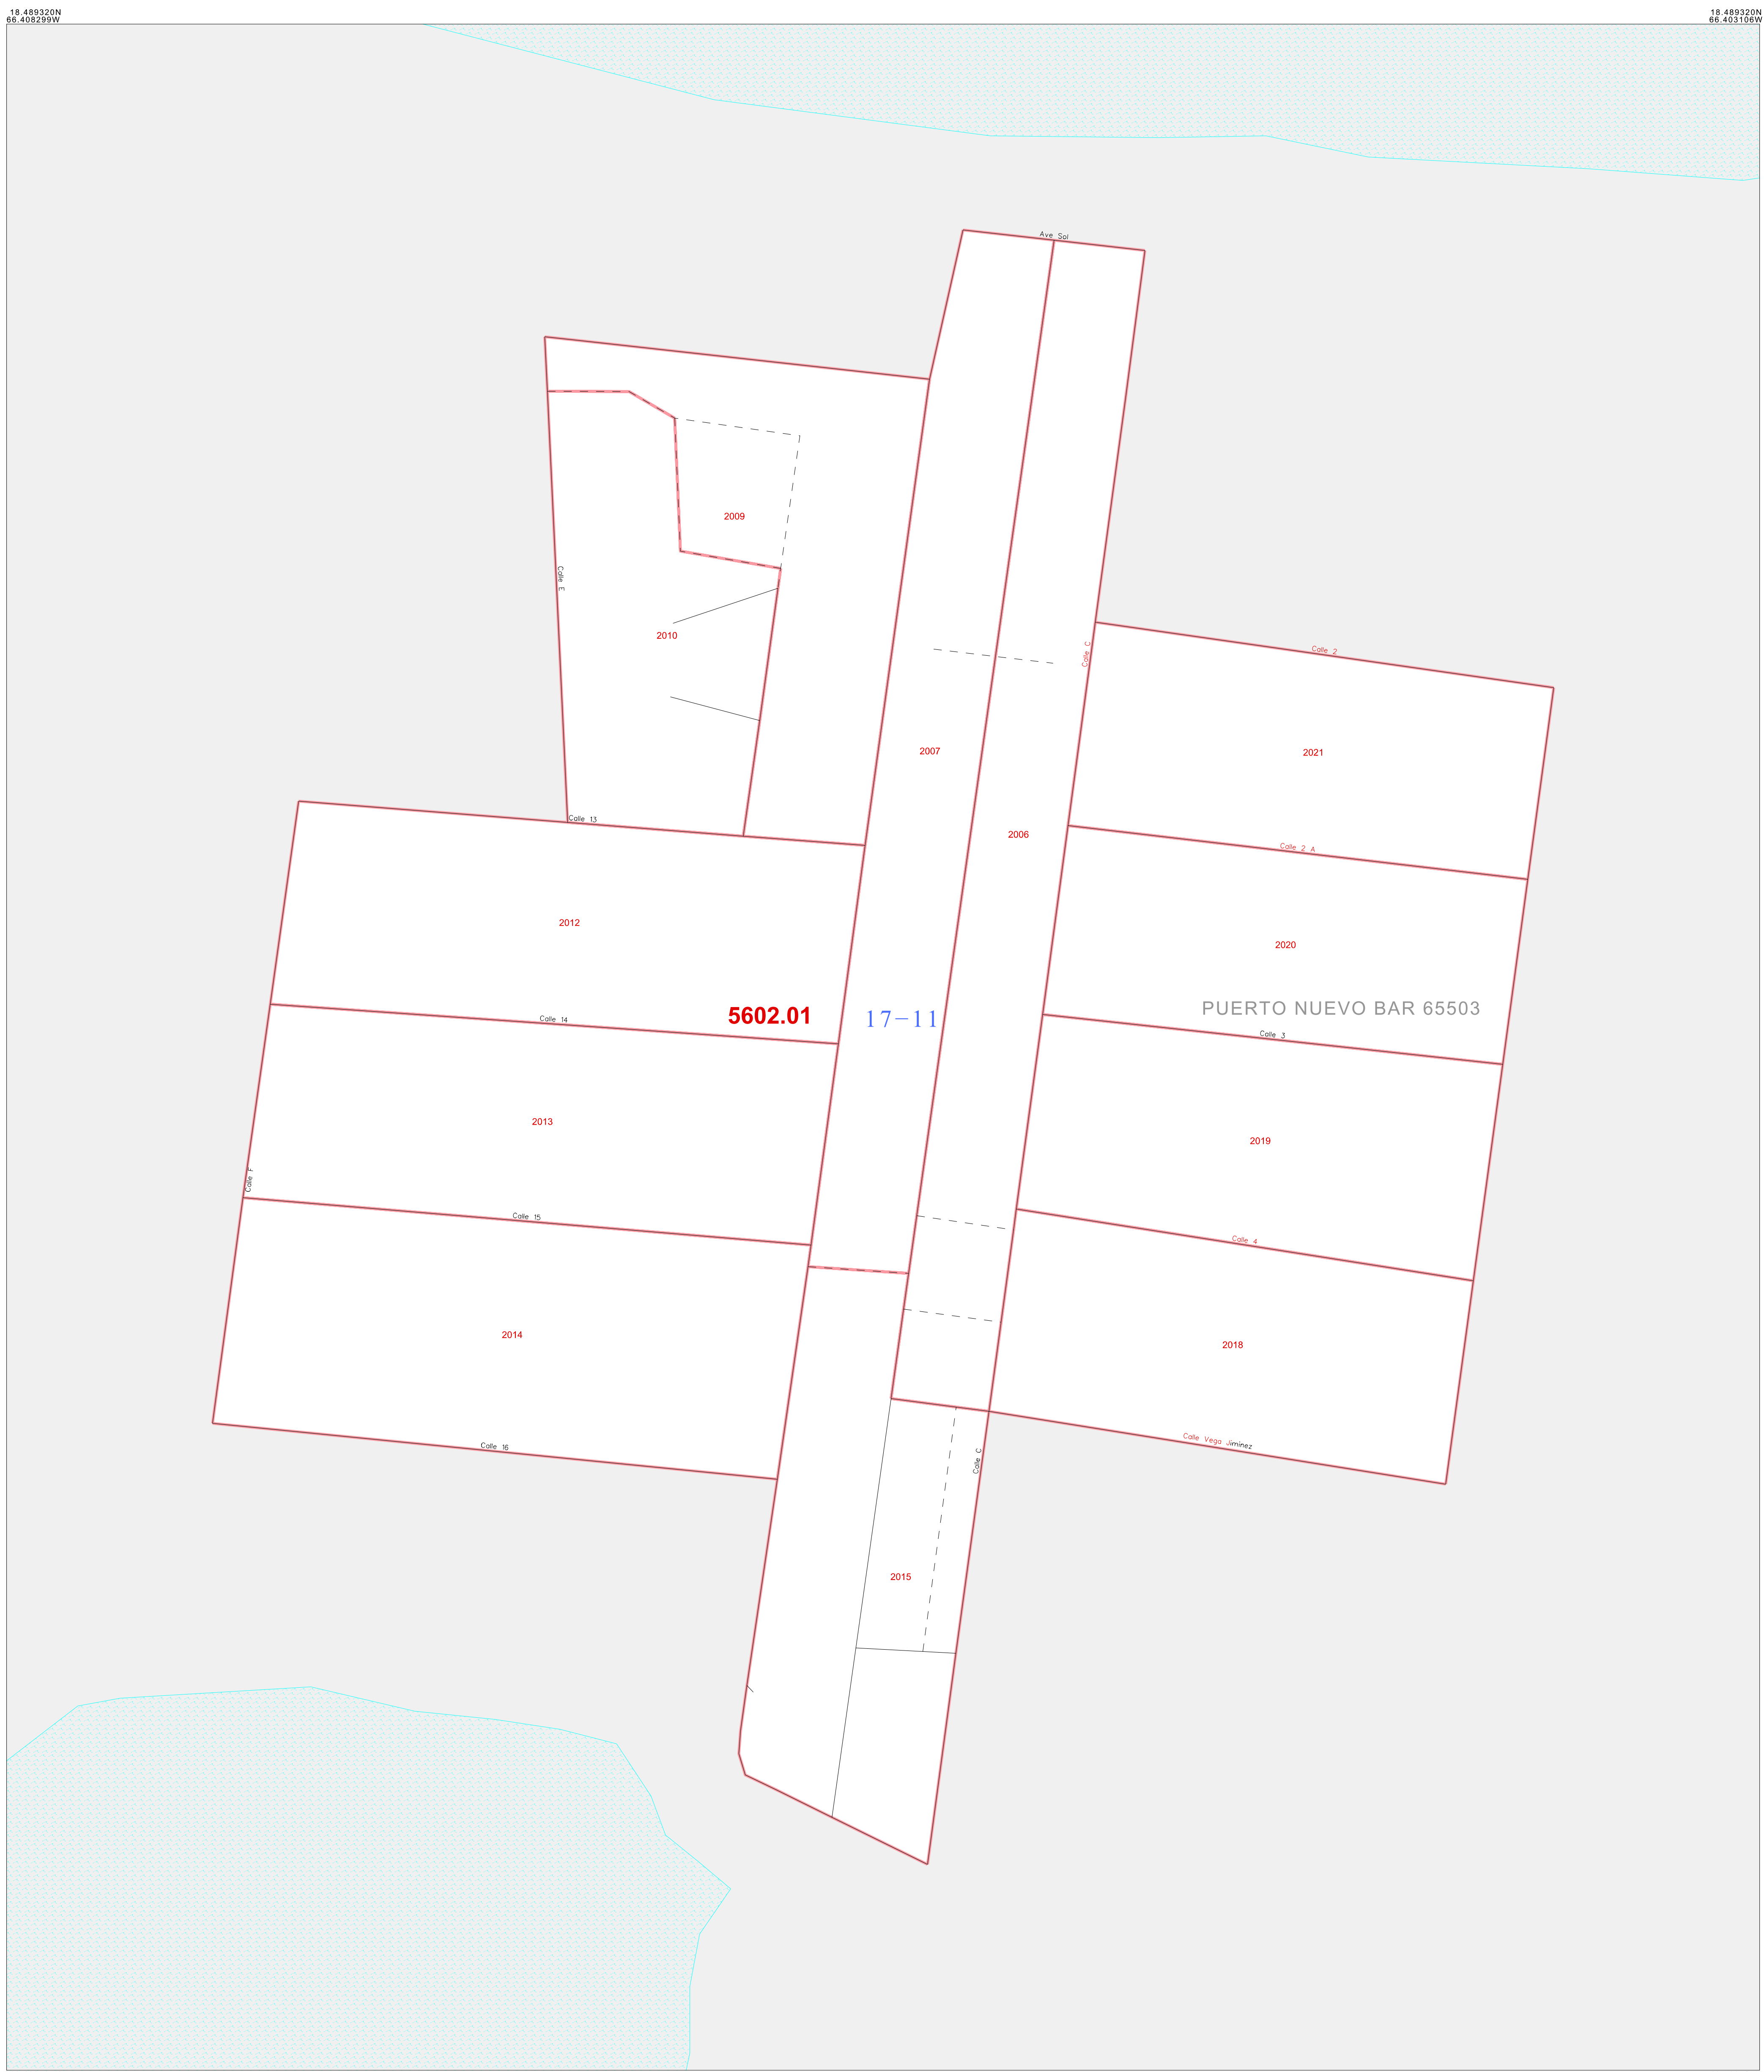 18.489320N
66.408299W
18.489320N
66.403106W
Ave Sol
2009
Calle E
2010
Calle 2
Calle C
2007
2021
Calle 13
2006
Calle 2 A
2012
2020
5602.01
17-11
PUERTO NUEVO BAR 65503
Calle 14
Calle 3
2013
2019
Calle F
Calle 15
Calle 4
2014
2018
Calle 16
Calle Vega Jiminez
Calle C
2015